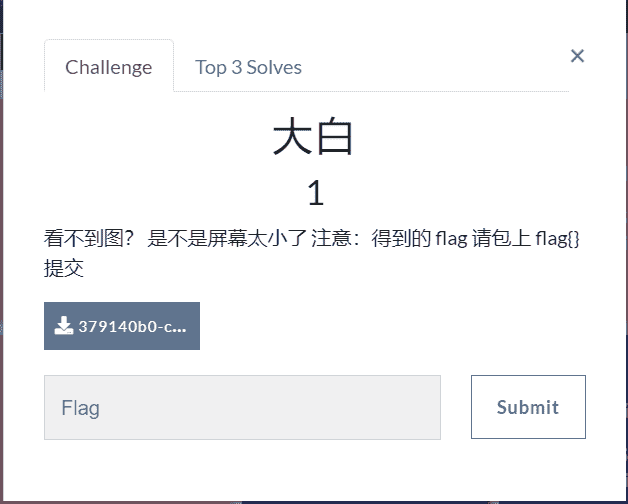 Challenge
Top 3 Solves
×
大白
1
看不到图？ 是不是屏幕太小了 注意：得到的 flag 请包上 flag{}
提交
379140b0-c...
Flag
Submit